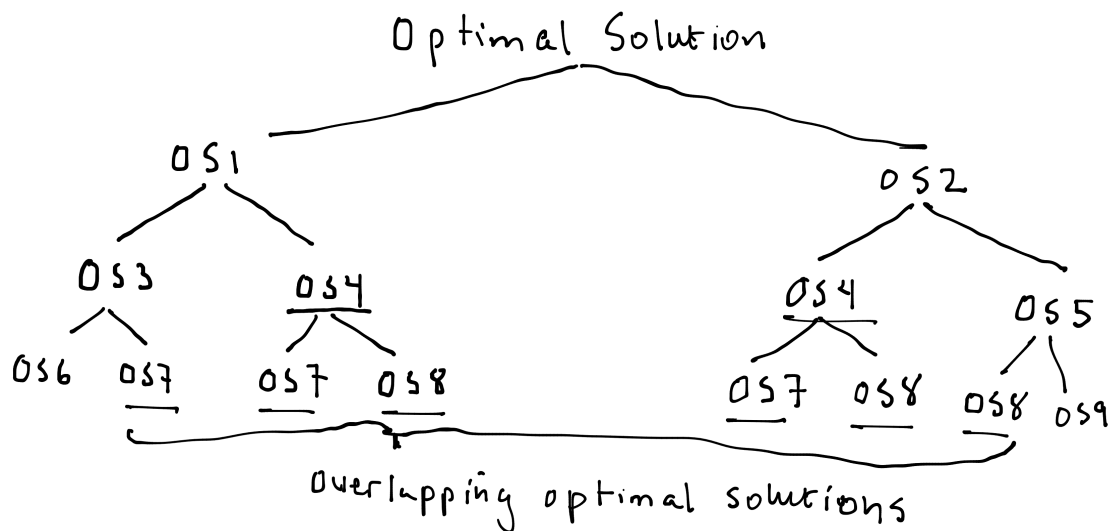 Optimal Solution
OS1
OS2
OS3 OS4 OS4 OS5
OS6 OS7 OS7 OS8 OS7 OS8 OS8 OS9
Overlapping optimal solutions